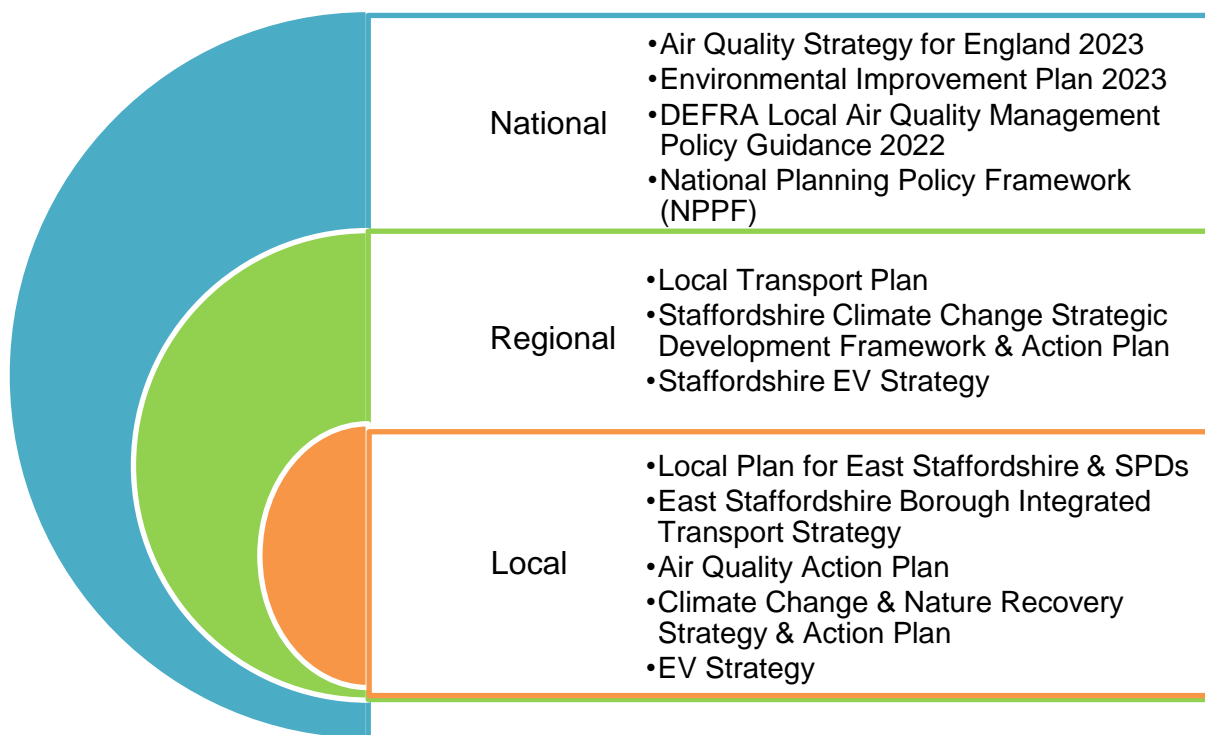 National
•Air Quality Strategy for England 2023
•Environmental Improvement Plan 2023
•DEFRA Local Air Quality Management
Policy Guidance 2022
•National Planning Policy Framework
(NPPF)
Regional
•Local Transport Plan
•Staffordshire Climate Change Strategic
Development Framework & Action Plan
•Staffordshire EV Strategy
Local
•Local Plan for East Staffordshire & SPDs
•East Staffordshire Borough Integrated
Transport Strategy
•Air Quality Action Plan
•Climate Change & Nature Recovery
Strategy & Action Plan
•EV Strategy